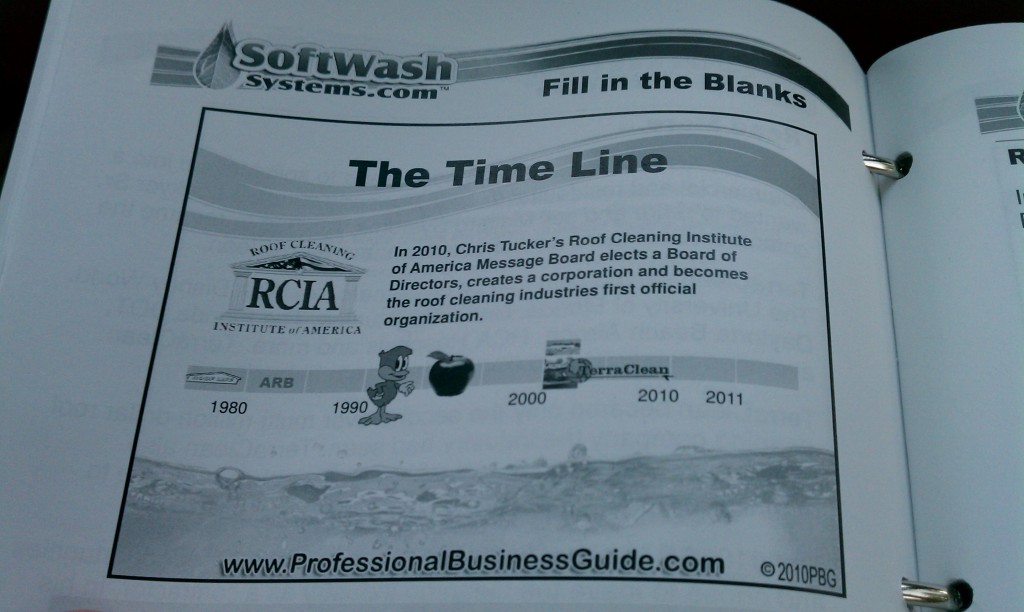 SoftWash
Systems.com™
Fill in the Blanks
The Time Line
ROOF CLEANING
RCIA
INSTITUTE of AMERICA
In 2010, Chris Tucker's Roof Cleaning Institute
of America Message Board elects a Board of
Directors, creates a corporation and becomes
the roof cleaning industries first official
organization.
ARB
TerraClean
1980
1990
2000
2010
2011
www.ProfessionalBusinessGuide.com
©2010PBG
R